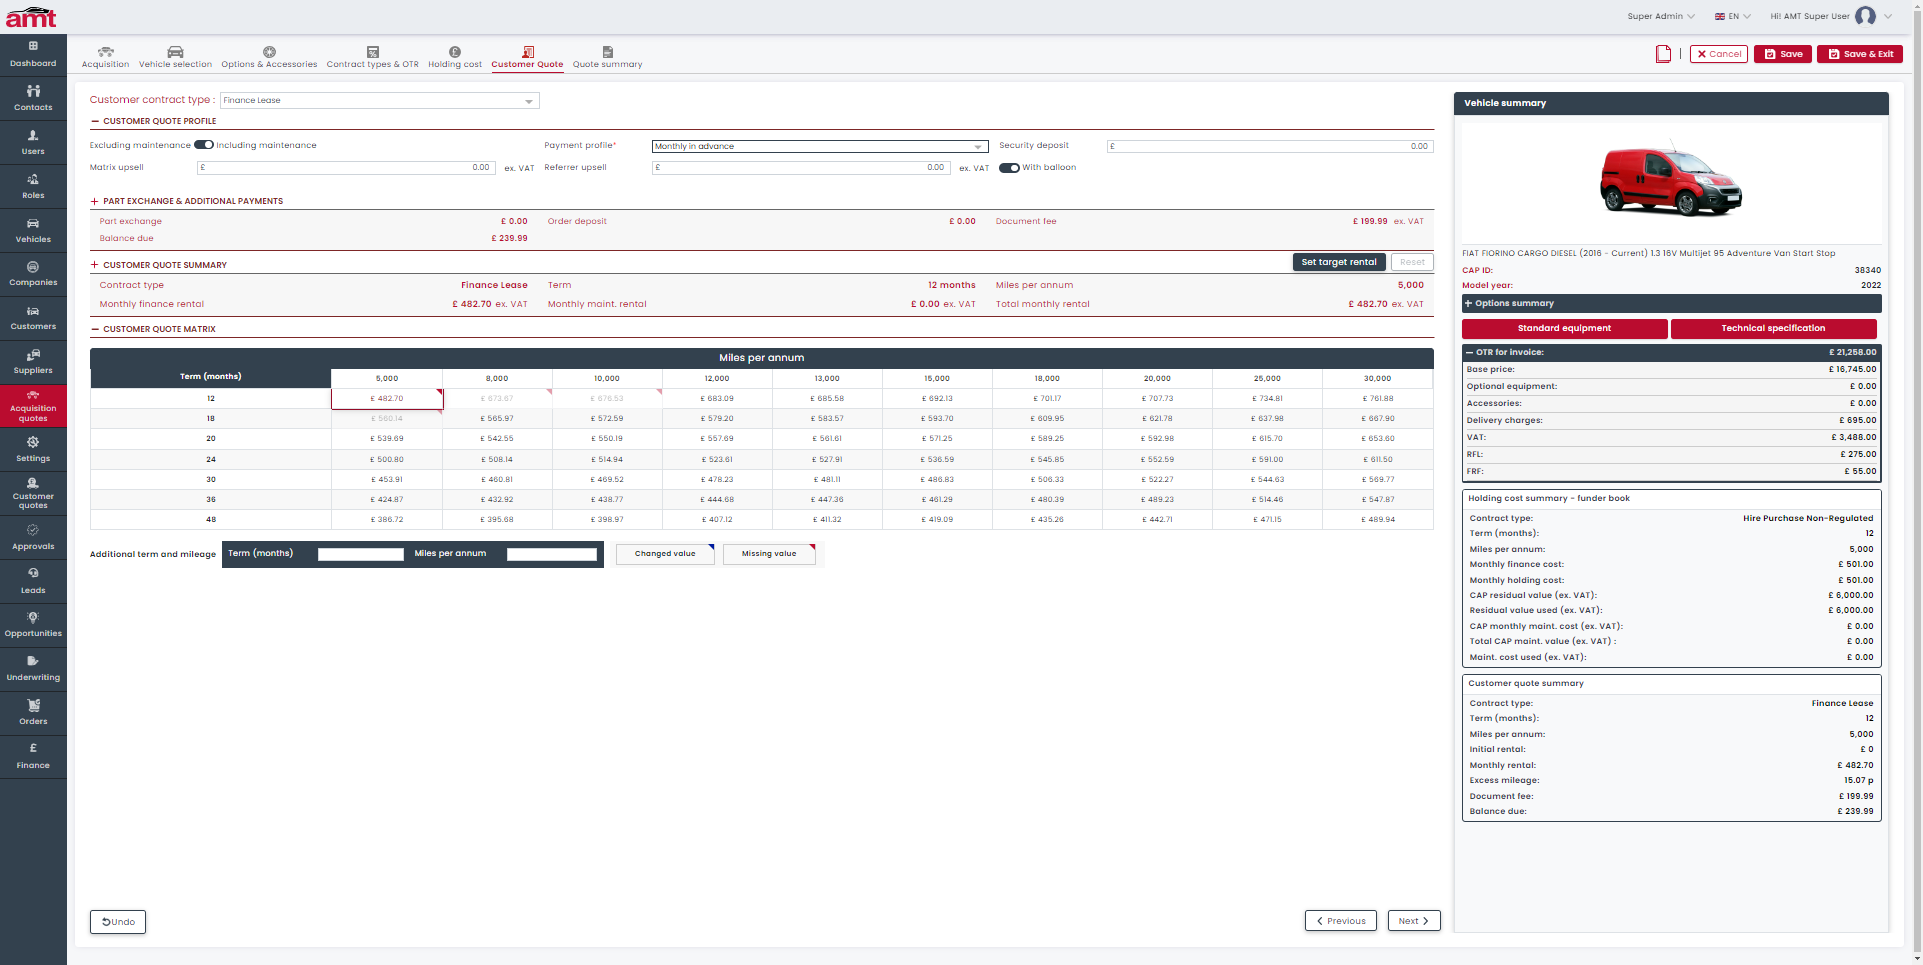 amt
Super Admin
EN
Hi! AMT Super User
Dashboard
Contacts
Users
Roles
Vehicles
Companies
Customers
Suppliers
Acquisition
quotes
Settings
Customer
quotes
Approvals
Leads
Opportunities
Underwriting
Orders
Finance
Acquisition
Vehicle selection
Options & Accessories
Contract types & OTR
Holding cost
Customer Quote
Quote summary
Cancel
Save
Save & Exit
Customer contract type : Finance Lease
CUSTOMER QUOTE PROFILE
Excluding maintenance Including maintenance
Payment profile* Monthly in advance
Security deposit £ 0.00
Matrix upsell £ 0.00 ex. VAT
Referrer upsell £ 0.00 ex. VAT
With balloon
+ PART EXCHANGE & ADDITIONAL PAYMENTS
Part exchange £ 0.00 Order deposit £ 0.00 Document fee £ 199.99 ex. VAT
Balance due £ 239.99
+ CUSTOMER QUOTE SUMMARY
Set target rental
Reset
Contract type Finance Lease Term 12 months Miles per annum 5,000
Monthly finance rental £ 482.70 ex. VAT Monthly maint. rental £ 0.00 ex. VAT Total monthly rental £ 482.70 ex. VAT
CUSTOMER QUOTE MATRIX
Miles per annum
Term (months) 5,000 8,000 10,000 12,000 13,000 15,000 18,000 20,000 25,000 30,000
12 £ 482.70 £ 673.67 £ 676.53 £ 683.09 £ 685.58 £ 692.13 £ 701.17 £ 707.73 £ 734.81 £ 761.88
18 £ 560.14 £ 565.97 £ 572.59 £ 579.20 £ 583.57 £ 593.70 £ 609.95 £ 621.78 £ 637.98 £ 667.90
20 £ 539.69 £ 542.55 £ 550.19 £ 557.69 £ 561.61 £ 571.25 £ 589.25 £ 592.98 £ 615.70 £ 653.60
24 £ 500.80 £ 508.14 £ 514.94 £ 523.61 £ 527.91 £ 536.59 £ 545.85 £ 552.59 £ 591.00 £ 611.50
30 £ 453.91 £ 460.81 £ 469.52 £ 478.23 £ 481.11 £ 486.83 £ 506.33 £ 522.27 £ 544.63 £ 569.77
36 £ 424.87 £ 432.92 £ 438.77 £ 444.68 £ 447.36 £ 461.29 £ 480.39 £ 489.23 £ 514.46 £ 547.87
48 £ 386.72 £ 395.68 £ 398.97 £ 407.12 £ 411.32 £ 419.09 £ 435.26 £ 442.71 £ 471.15 £ 489.94
Additional term and mileage Term (months) Miles per annum
Changed value
Missing value
Undo
Previous
Next
Vehicle summary
FIAT FIORINO CARGO DIESEL (2016 - Current) 1.3 16V Multijet 95 Adventure Van Start Stop
CAP ID: 38340
Model year: 2022
+ Options summary
Standard equipment
Technical specification
OTR for invoice: £ 21,258.00
Base price: £ 16,745.00
Optional equipment: £ 0.00
Accessories: £ 0.00
Delivery charges: £ 695.00
VAT: £ 3,488.00
RFL: £ 275.00
FRF: £ 55.00
Holding cost summary - funder book
Contract type: Hire Purchase Non-Regulated
Term (months): 12
Miles per annum: 5,000
Monthly finance cost: £ 501.00
Monthly holding cost: £ 501.00
CAP residual value (ex. VAT): £ 6,000.00
Residual value used (ex. VAT): £ 6,000.00
CAP monthly maint. cost (ex. VAT): £ 0.00
Total CAP maint. value (ex. VAT) : £ 0.00
Maint. cost used (ex. VAT): £ 0.00
Customer quote summary
Contract type: Finance Lease
Term (months): 12
Miles per annum: 5,000
Initial rental: £ 0
Monthly rental: £ 482.70
Excess mileage: 15.07 p
Document fee: £ 199.99
Balance due: £ 239.99